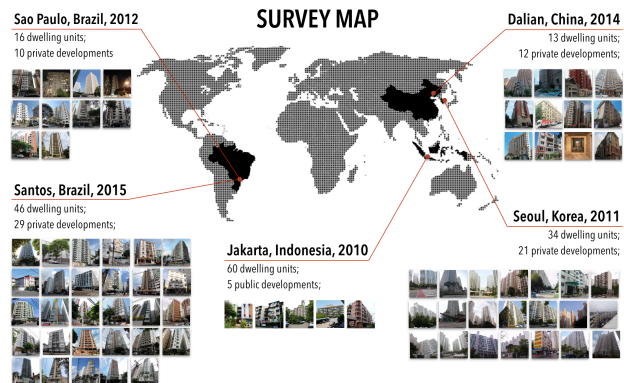 SURVEY MAP
Sao Paulo, Brazil, 2012
16 dwelling units;
10 private developments
Dalian, China, 2014
13 dwelling units;
12 private developments;
Santos, Brazil, 2015
46 dwelling units;
29 private developments;
Jakarta, Indonesia, 2010
60 dwelling units;
5 public developments;
Seoul, Korea, 2011
34 dwelling units;
21 private developments;